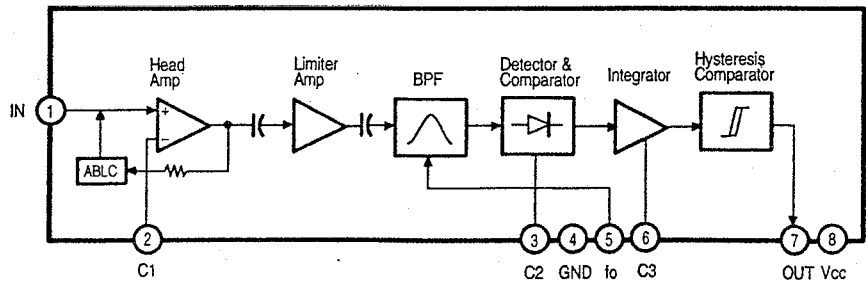 Head
Amp
Limiter
Amp
BPF
Detector &
Comparator
Integrator
Hysteresis
Comparator
IN
1
+
−
ABLC
2
3
4
5
6
7
8
C1
C2
GND
fo
C3
OUT
Vcc